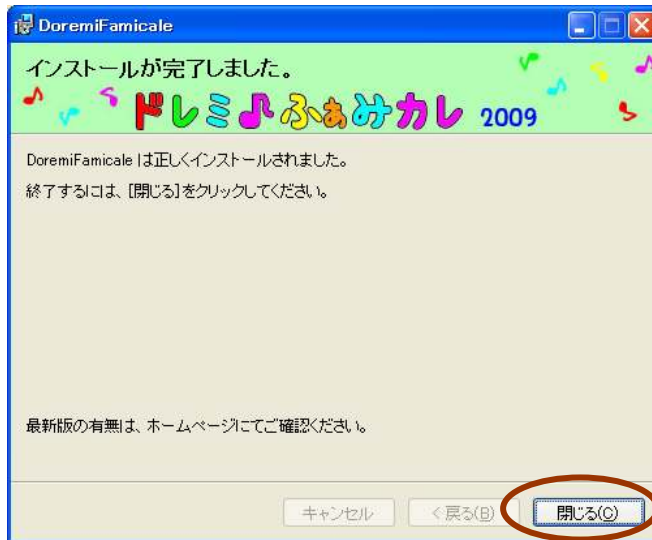 DoremiFamicale
インストールが完了しました。
ドレミ♪ふぁみカレ 2009
DoremiFamicale は正しくインストールされました。
終了するには、[閉じる]をクリックしてください。
最新版の有無は、ホームページにてご確認ください。
キャンセル < 戻る(B) 閉じる(C)